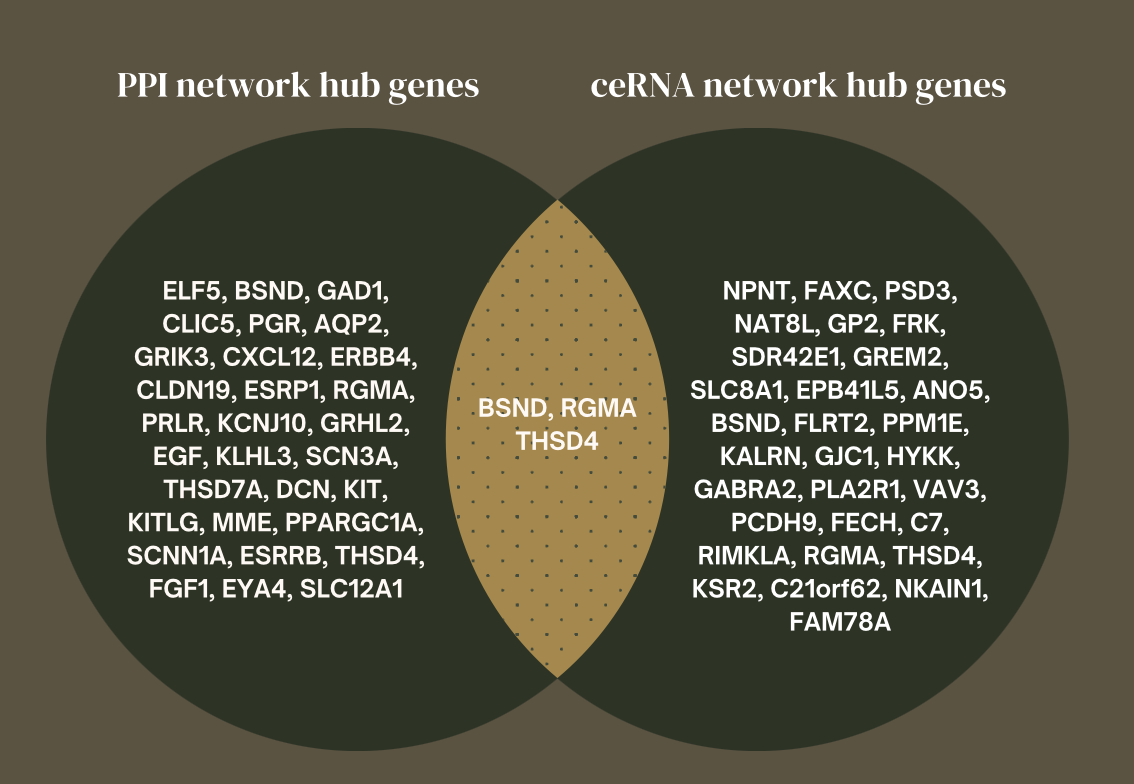 PPI network hub genes
ceRNA network hub genes
ELF5, BSND, GAD1,
CLIC5, PGR, AQP2,
GRIK3, CXCL12, ERBB4,
CLDN19, ESRP1, RGMA,
PRLR, KCNJ10, GRHL2,
EGF, KLHL3, SCN3A,
THSD7A, DCN, KIT,
KITLG, MME, PPARGC1A,
SCNN1A, ESRRB, THSD4,
FGF1, EYA4, SLC12A1
BSND, RGMA
THSD4
NPNT, FAXC, PSD3,
NAT8L, GP2, FRK,
SDR42E1, GREM2,
SLC8A1, EPB41L5, ANO5,
BSND, FLRT2, PPM1E,
KALRN, GJC1, HYKK,
GABRA2, PLA2R1, VAV3,
PCDH9, FECH, C7,
RIMKLA, RGMA, THSD4,
KSR2, C21orf62, NKAIN1,
FAM78A